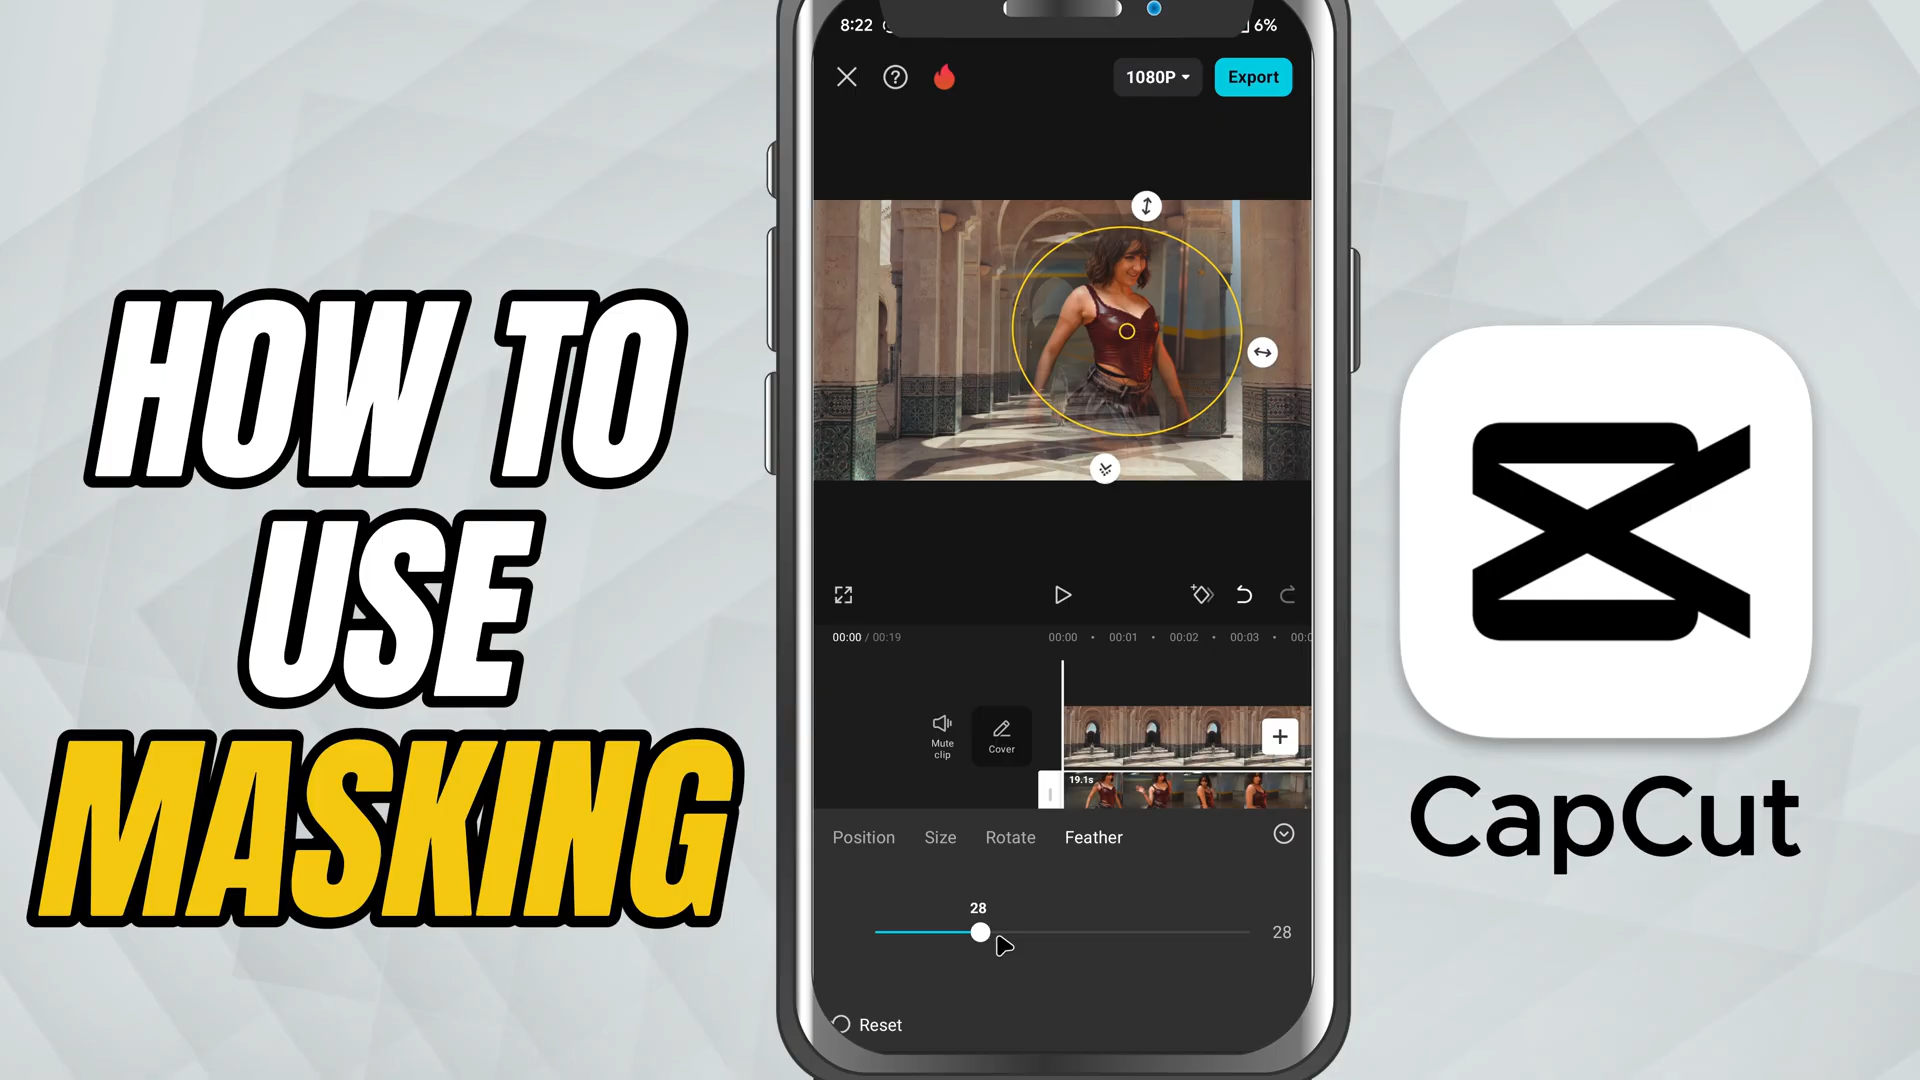 HOW TO
USE
MASKING
8:22
6%
1080P
Export
00:00 / 00:19
00:00
00:01
00:02
00:03
Mute
clip
Cover
19.1s
Position
Size
Rotate
Feather
28
28
Reset
CapCut